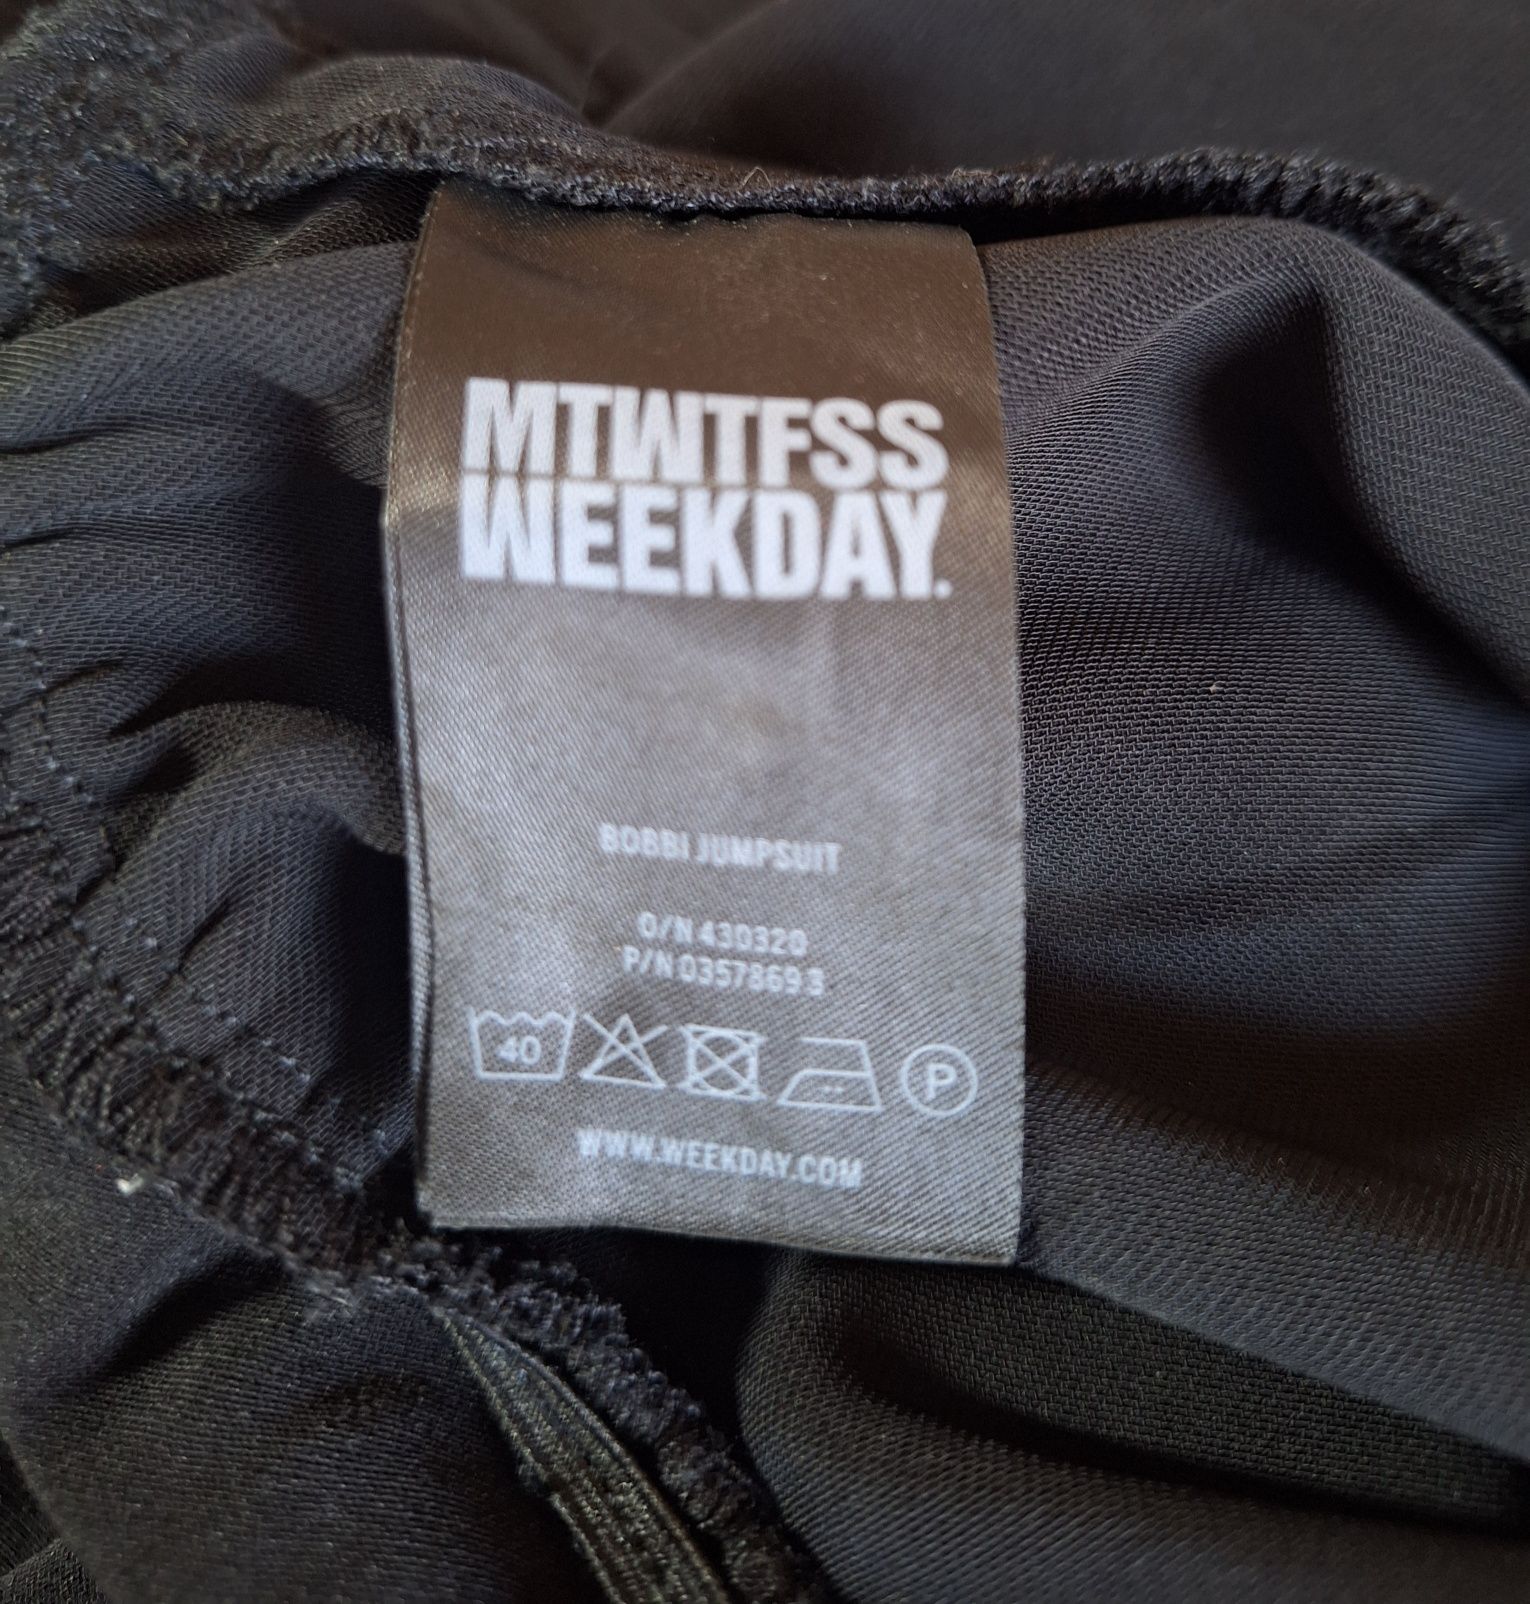 MTWTFSS
WEEKDAY.
BOBBI JUMPSUIT
O/N 430320
P/N 0357869 3
40
P
WWW.WEEKDAY.COM